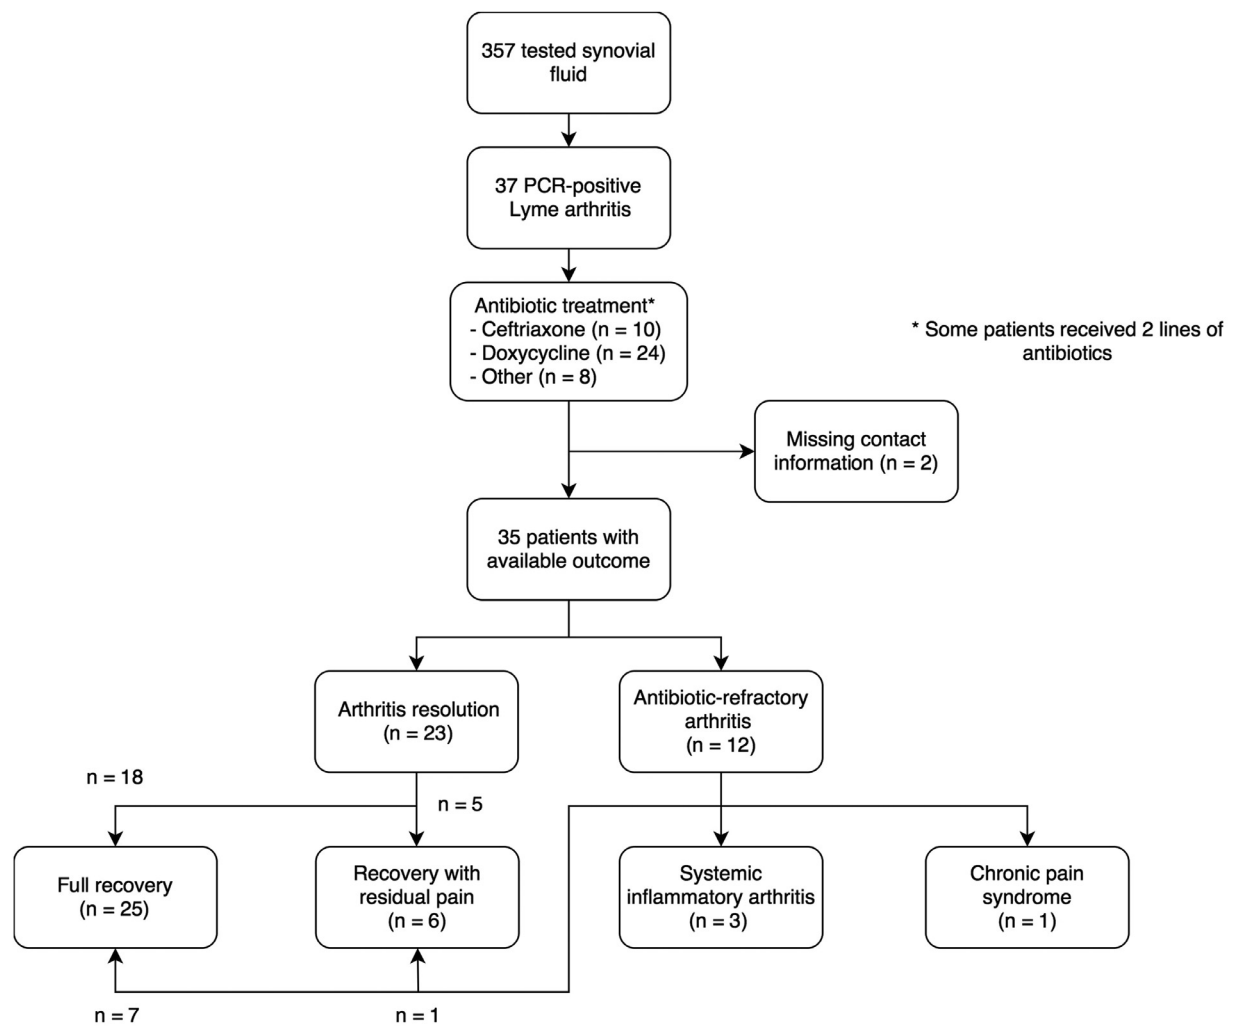 357 tested synovial
fluid
37 PCR-positive
Lyme arthritis
Antibiotic treatment*
- Ceftriaxone (n = 10)
- Doxycycline (n = 24)
- Other (n = 8)
* Some patients received 2 lines of
antibiotics
Missing contact
information (n = 2)
35 patients with
available outcome
Arthritis resolution
(n = 23)
Antibiotic-refractory
arthritis
(n = 12)
n = 18
n = 5
Full recovery
(n = 25)
Recovery with
residual pain
(n = 6)
Systemic
inflammatory arthritis
(n = 3)
Chronic pain
syndrome
(n = 1)
n = 7
n = 1